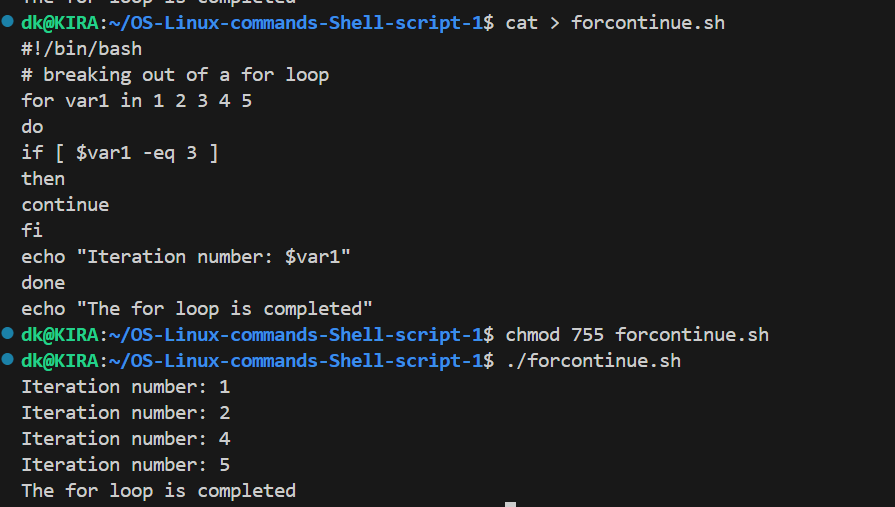 The for loop is completed
dk@KIRA:~/OS-Linux-commands-Shell-script-1$ cat > forcontinue.sh
#!/bin/bash
# breaking out of a for loop
for var1 in 1 2 3 4 5
do
if [ $var1 -eq 3 ]
then
continue
fi
echo "Iteration number: $var1"
done
echo "The for loop is completed"
dk@KIRA:~/OS-Linux-commands-Shell-script-1$ chmod 755 forcontinue.sh
dk@KIRA:~/OS-Linux-commands-Shell-script-1$ ./forcontinue.sh
Iteration number: 1
Iteration number: 2
Iteration number: 4
Iteration number: 5
The for loop is completed